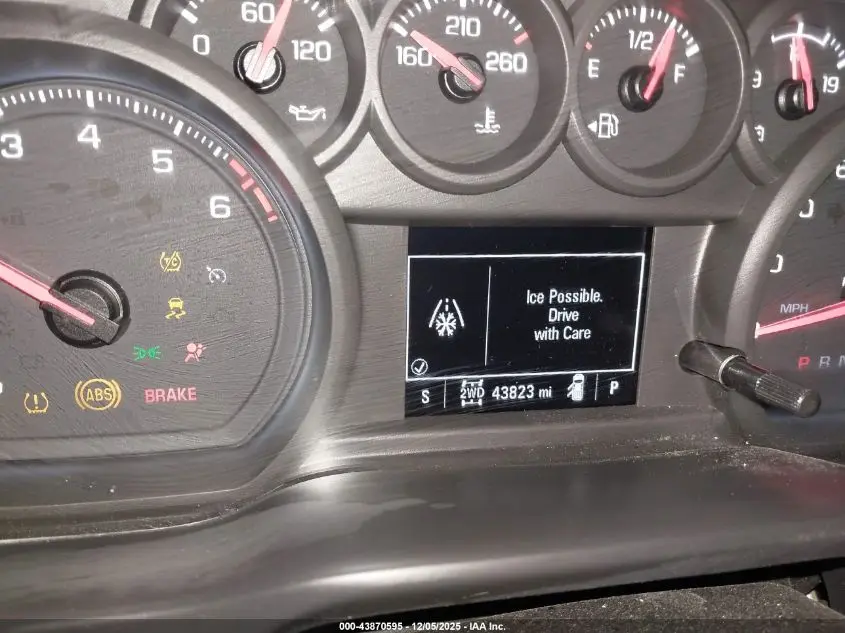 60
0
120
210
160
260
1/2
E
F
19
3
4
5
6
T/C
ABS
BRAKE
Ice Possible.
Drive
with Care
S
2WD
43823 mi
P
MPH
P R N
000-43870595 - 12/05/2025 - IAA Inc.